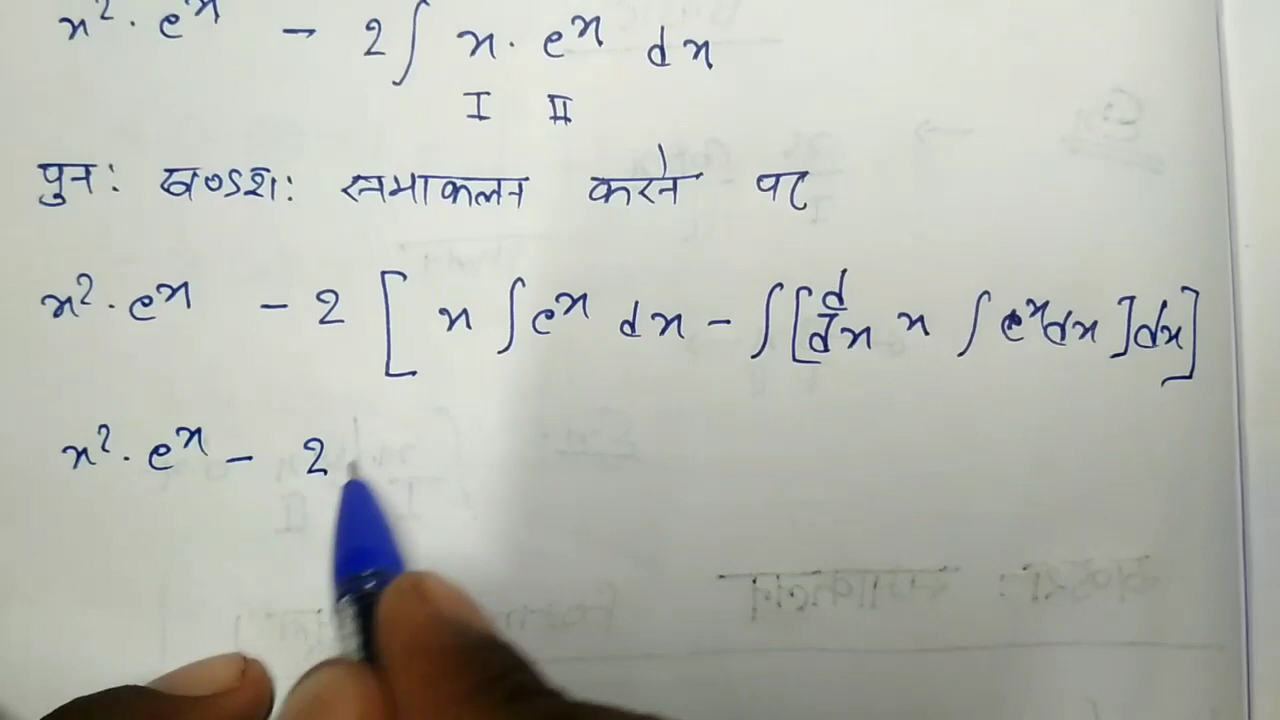 x² · eˣ - 2∫ x · eˣ dx
I II
पुनः खण्डशः समाकलन करने पर
x² · eˣ - 2 [ x ∫eˣ dx - ∫[d/dx x ∫ eˣdx ]dx]
x² · eˣ - 2